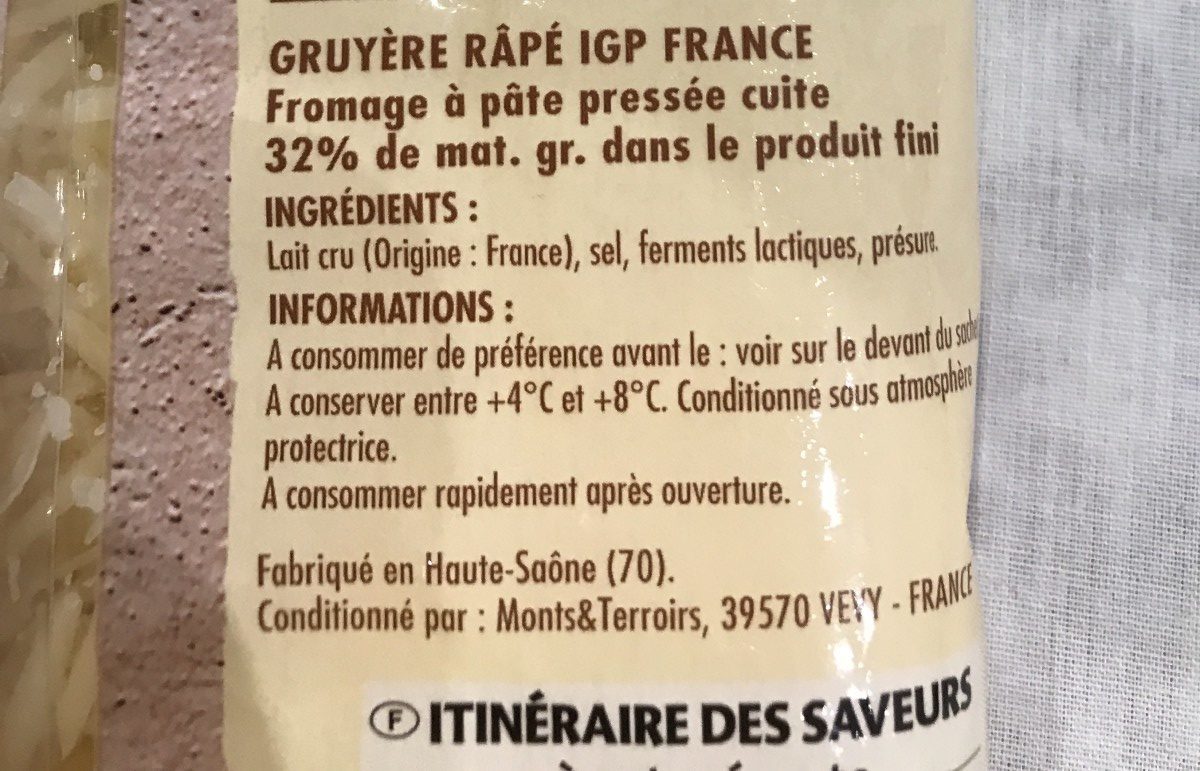 GRUYÈRE RÂPÉ IGP FRANCE
Fromage à pâte pressée cuite
32% de mat. gr. dans le produit fini
INGRÉDIENTS :
Lait cru (Origine : France), sel, ferments lactiques, présure.
INFORMATIONS :
A consommer de préférence avant le : voir sur le devant du sachet
A conserver entre +4°C et +8°C. Conditionné sous atmosphère
protectrice.
A consommer rapidement après ouverture.
Fabriqué en Haute-Saône (70).
Conditionné par : Monts&Terroirs, 39570 VEVY - FRANCE
F ITINÉRAIRE DES SAVEURS